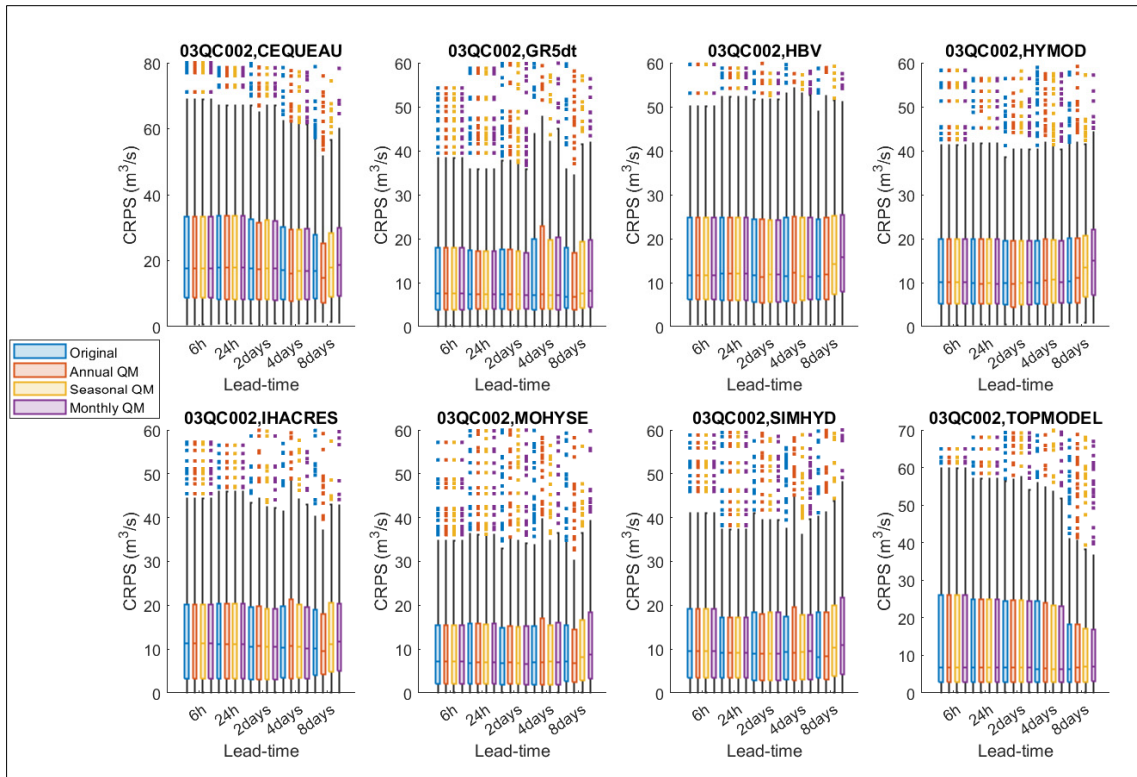 03QC002,CEQUEAU
CRPS (m³/s)
80
60
40
20
0
6h
24h
2days
4days
8days
Lead-time
03QC002,GR5dt
CRPS (m³/s)
60
50
40
30
20
10
0
6h
24h
2days
4days
8days
Lead-time
03QC002,HBV
CRPS (m³/s)
60
50
40
30
20
10
0
6h
24h
2days
4days
8days
Lead-time
03QC002,HYMOD
CRPS (m³/s)
60
50
40
30
20
10
0
6h
24h
2days
4days
8days
Lead-time
Original
Annual QM
Seasonal QM
Monthly QM
03QC002,IHACRES
CRPS (m³/s)
60
50
40
30
20
10
0
6h
24h
2days
4days
8days
Lead-time
03QC002,MOHYSE
CRPS (m³/s)
60
50
40
30
20
10
0
6h
24h
2days
4days
8days
Lead-time
03QC002,SIMHYD
CRPS (m³/s)
60
50
40
30
20
10
0
6h
24h
2days
4days
8days
Lead-time
03QC002,TOPMODEL
CRPS (m³/s)
70
60
50
40
30
20
10
0
6h
24h
2days
4days
8days
Lead-time